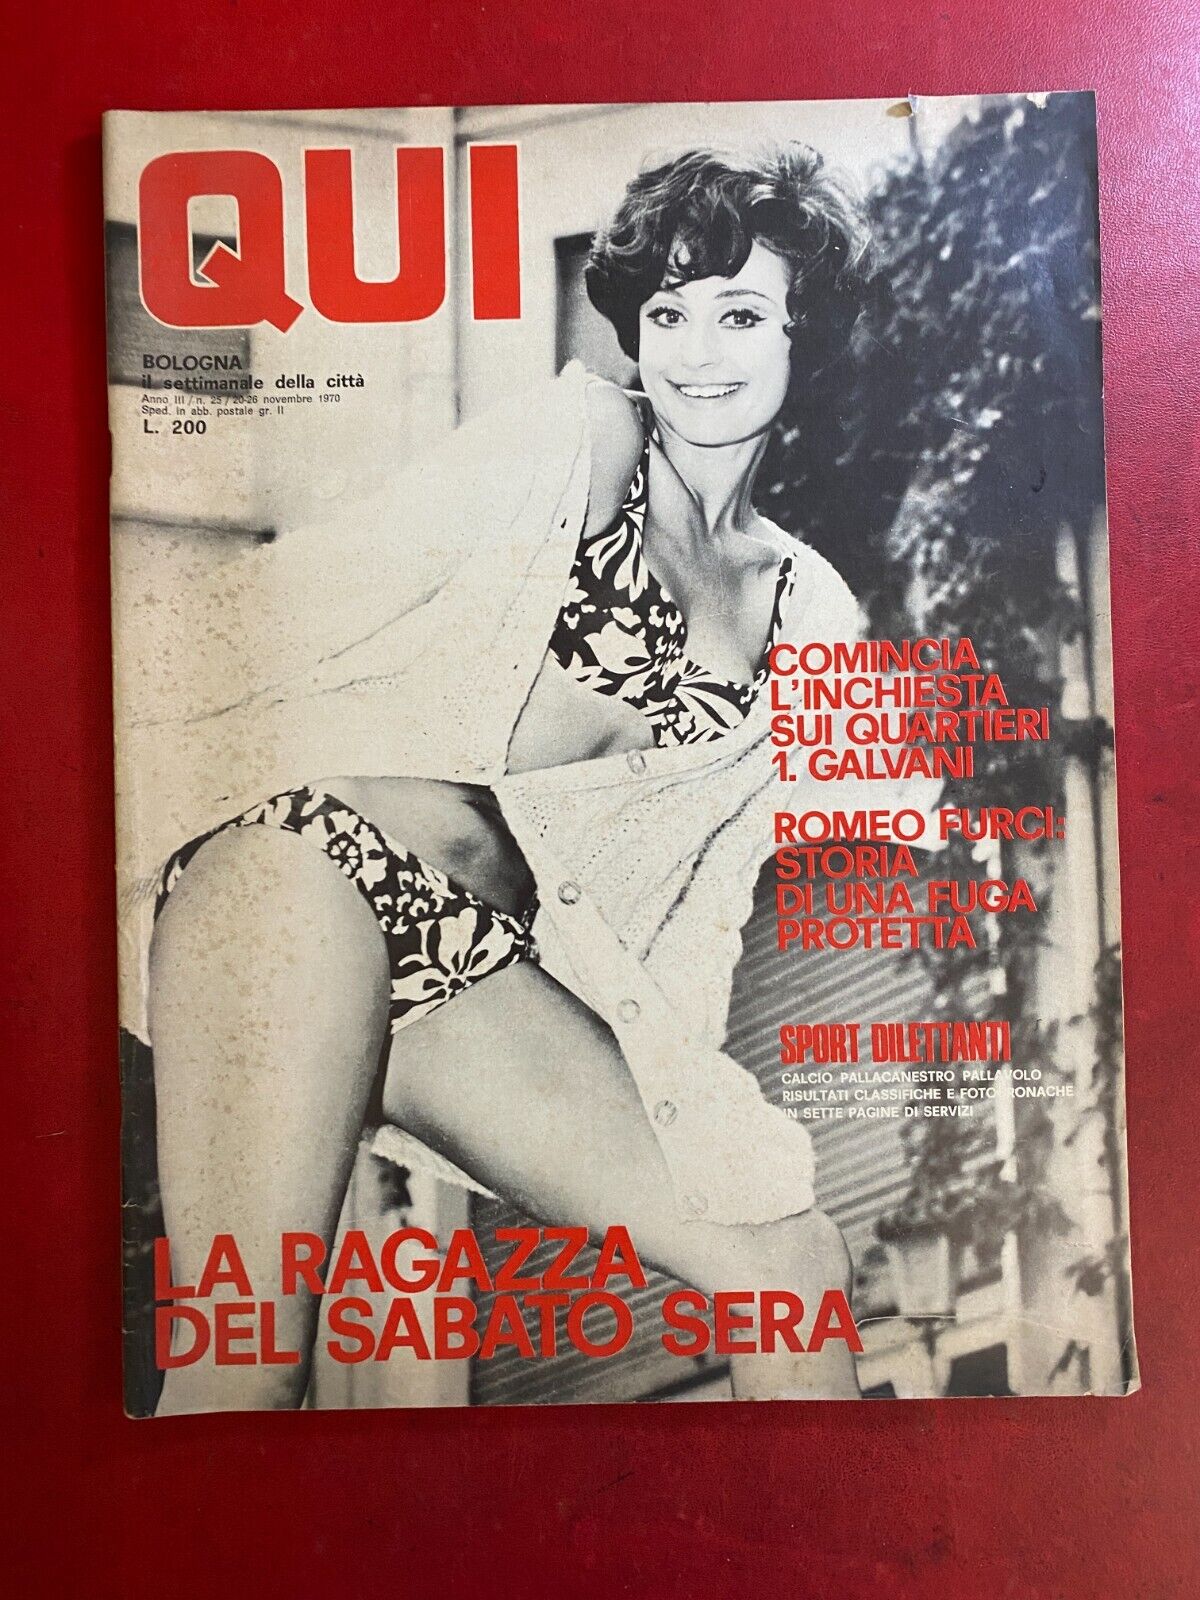 QUI
BOLOGNA
il settimanale della città
Anno III / n. 25 / 20-26 novembre 1970
Sped. in abb. postale gr. II
L. 200
COMINCIA
L'INCHIESTA
SUI QUARTIERI
1. GALVANI
ROMEO FURCI:
STORIA
DI UNA FUGA
PROTETTA
SPORT DILETTANTI
CALCIO PALLACANESTRO PALLAVOLO
RISULTATI CLASSIFICHE E FOTOCRONACHE
IN SETTE PAGINE DI SERVIZI
LA RAGAZZA
DEL SABATO SERA